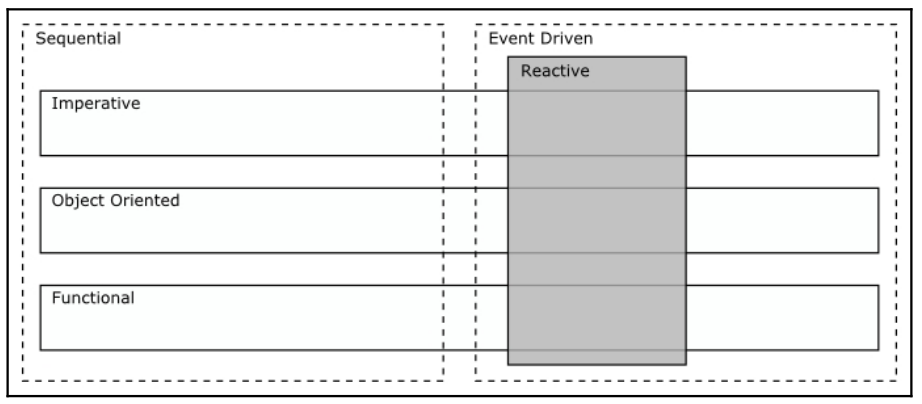 Sequential
Event Driven
Reactive
Imperative
Object Oriented
Functional